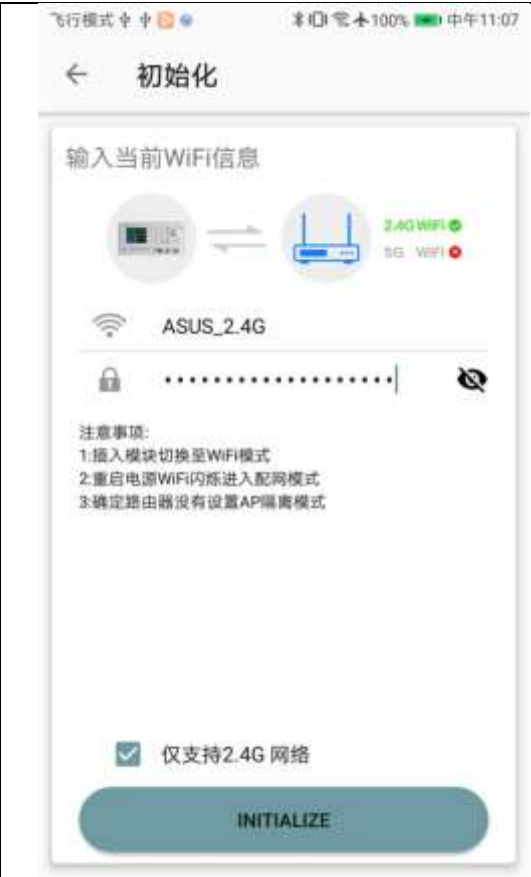 飞行模式 100% 中午11:07
初始化
输入当前WiFi信息
2.4G WIFI
5G WIFI
ASUS_2.4G
••••••••••••••••••••
注意事项:
1:插入模块切换至WiFi模式
2:重启电源WiFi闪烁进入配网模式
3:确定路由器没有设置AP隔离模式
仅支持2.4G 网络
INITIALIZE